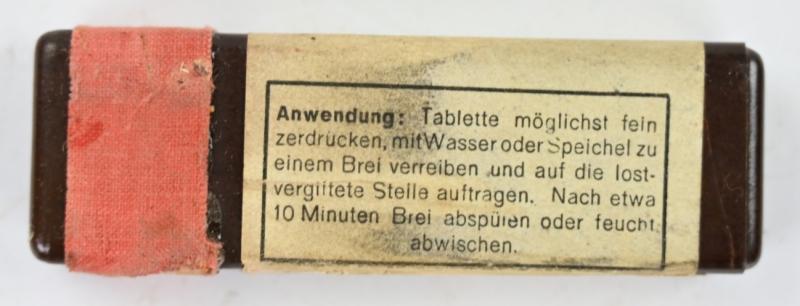 Anwendung: Tablette möglichst fein
zerdrücken, mit Wasser oder Speichel zu
einem Brei verreiben und auf die lost-
vergiftete Stelle auftragen. Nach etwa
10 Minuten Brei abspülen oder feucht
abwischen.